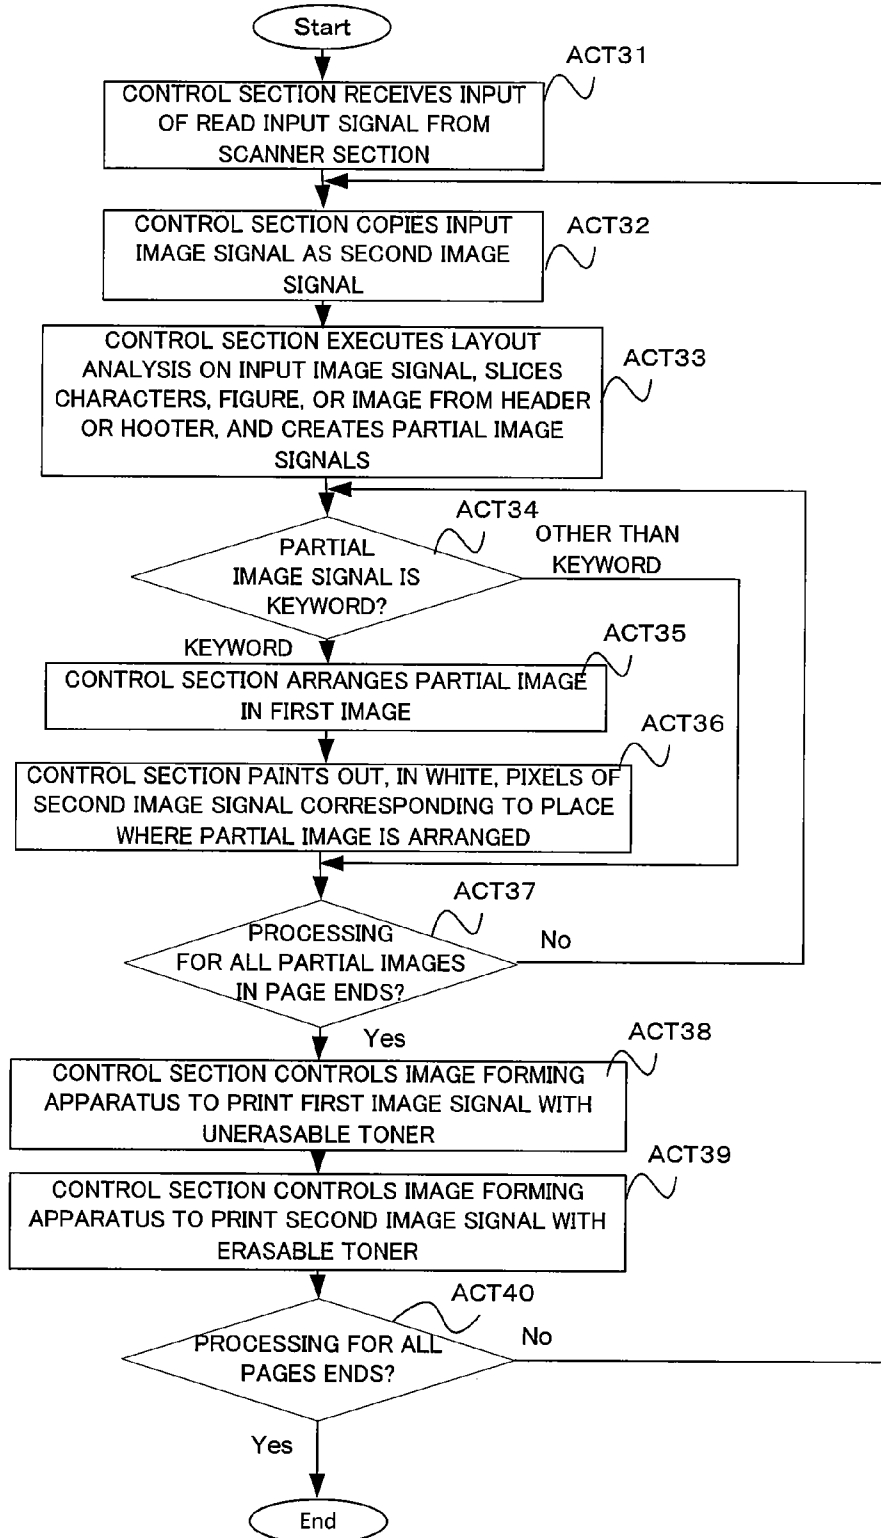 Start
ACT31
CONTROL SECTION RECEIVES INPUT
OF READ INPUT SIGNAL FROM
SCANNER SECTION
ACT32
CONTROL SECTION COPIES INPUT
IMAGE SIGNAL AS SECOND IMAGE
SIGNAL
ACT33
CONTROL SECTION EXECUTES LAYOUT
ANALYSIS ON INPUT IMAGE SIGNAL, SLICES
CHARACTERS, FIGURE, OR IMAGE FROM HEADER
OR HOOTER, AND CREATES PARTIAL IMAGE
SIGNALS
ACT34
PARTIAL
IMAGE SIGNAL IS
KEYWORD?
OTHER THAN
KEYWORD
KEYWORD
ACT35
CONTROL SECTION ARRANGES PARTIAL IMAGE
IN FIRST IMAGE
ACT36
CONTROL SECTION PAINTS OUT, IN WHITE, PIXELS OF
SECOND IMAGE SIGNAL CORRESPONDING TO PLACE
WHERE PARTIAL IMAGE IS ARRANGED
ACT37
PROCESSING
FOR ALL PARTIAL IMAGES
IN PAGE ENDS?
No
Yes
ACT38
CONTROL SECTION CONTROLS IMAGE FORMING
APPARATUS TO PRINT FIRST IMAGE SIGNAL WITH
UNERASABLE TONER
ACT39
CONTROL SECTION CONTROLS IMAGE FORMING
APPARATUS TO PRINT SECOND IMAGE SIGNAL WITH
ERASABLE TONER
ACT40
PROCESSING FOR ALL
PAGES ENDS?
No
Yes
End